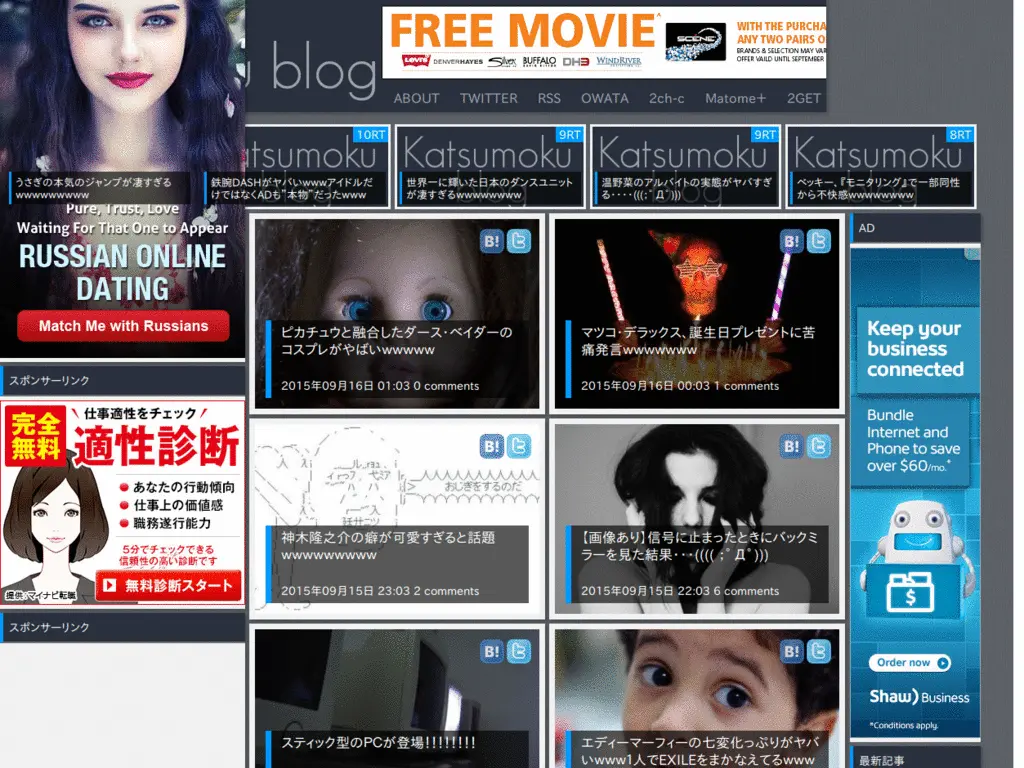 blog
FREE MOVIE
SCENE
WITH THE PURCHA
ANY TWO PAIRS O
BRANDS & SELECTION MAY VAR
OFFER VAILD UNTIL SEPTEMBER
Levi's DENVERHAYES Silver BUFFALO DH3 WINDRIVER
ABOUT TWITTER RSS OWATA 2ch-c Matome+ 2GET
10RT
atsumoku
9RT
Katsumoku
9RT
Katsumoku
8RT
Katsumoku
うさぎの本気のジャンプが凄すぎる
wwwwwwwww
鉄腕DASHがヤバいwwwアイドルだ
けではなくADも"本物"だったwww
世界一に輝いた日本のダンスユニット
が凄すぎるwwwwwwww
温野菜のアルバイトの実態がヤバすぎ
る････(((;ﾟДﾟ)))
ベッキー、『モニタリング』で一部同性
から不快感wwwwwww
Pure, Trust, Love
Waiting For That One to Appear
RUSSIAN ONLINE
DATING
Match Me with Russians
スポンサーリンク
完全
無料
仕事適性をチェック
適性診断
あなたの行動傾向
仕事上の価値感
職務遂行能力
5分でチェックできる
信頼性の高い診断です
提供:マイナビ転職
無料診断スタート
スポンサーリンク
B!
ピカチュウと融合したダース・ベイダーの
コスプレがやばいwwwww
2015年09月16日 01:03 0 comments
B!
マツコ・デラックス、誕生日プレゼントに苦
痛発言wwwwwww
2015年09月16日 00:03 1 comments
B!
おじぎをするのだ
神木隆之介の癖が可愛すぎると話題
wwwwwwwww
2015年09月15日 23:03 2 comments
B!
【画像あり】信号に止まったときにバックミ
ラーを見た結果･･･((((；ﾟДﾟ)))
2015年09月15日 22:03 6 comments
B!
スティック型のPCが登場!!!!!!!!
B!
エディーマーフィーの七変化っぷりがヤバ
いwww1人でEXILEをまかなえてるwww
AD
Keep your
business
connected
Bundle
Internet and
Phone to save
over $60/mo.*
$
Order now
Shaw) Business
*Conditions apply.
最新記事